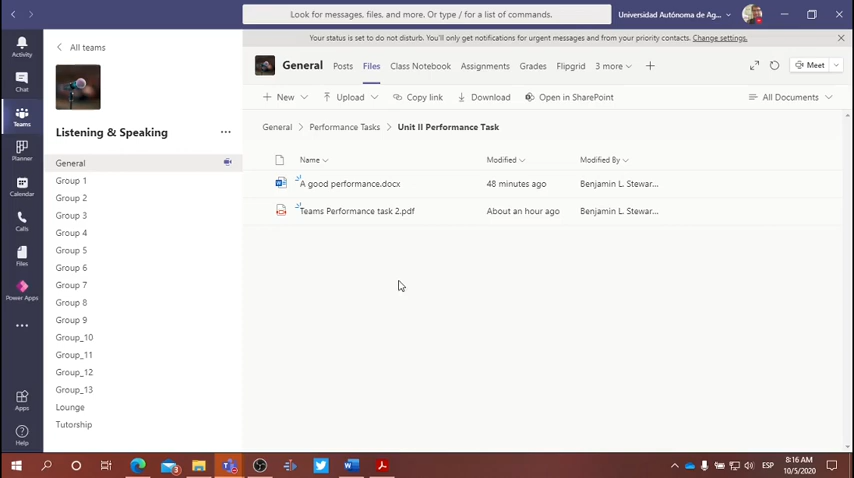 Look for messages, files, and more. Or type / for a list of commands.
Universidad Autónoma de Ag...
Your status is set to do not disturb. You'll only get notifications for urgent messages and from your priority contacts. Change settings.
Activity
Chat
Teams
Planner
Calendar
Calls
Files
Power Apps
Apps
Help
All teams
Listening & Speaking
General
Group 1
Group 2
Group 3
Group 4
Group 5
Group 6
Group 7
Group 8
Group 9
Group_10
Group_11
Group_12
Group_13
Lounge
Tutorship
General Posts Files Class Notebook Assignments Grades Flipgrid 3 more Meet
New Upload Copy link Download Open in SharePoint All Documents
General > Performance Tasks > Unit II Performance Task
Name Modified Modified By
A good performance.docx 48 minutes ago Benjamin L. Stewar...
Teams Performance task 2.pdf About an hour ago Benjamin L. Stewar...
3
ESP
8:16 AM
10/5/2020